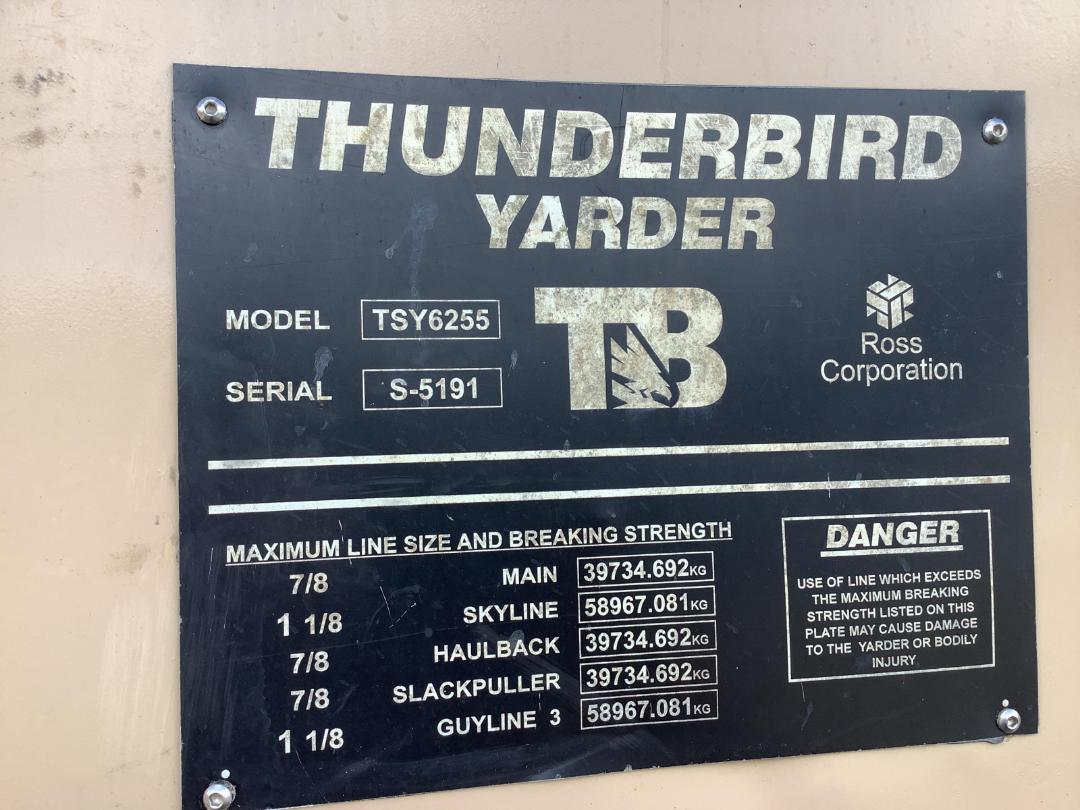 THUNDERBIRD
YARDER
MODEL TSY6255
TB
Ross
Corporation
SERIAL S-5191
MAXIMUM LINE SIZE AND BREAKING STRENGTH
7/8 MAIN 39734.692KG
1 1/8 SKYLINE 58967.081KG
7/8 HAULBACK 39734.692KG
7/8 SLACKPULLER 39734.692KG
1 1/8 GUYLINE 3 58967.081KG
DANGER
USE OF LINE WHICH EXCEEDS
THE MAXIMUM BREAKING
STRENGTH LISTED ON THIS
PLATE MAY CAUSE DAMAGE
TO THE YARDER OR BODILY
INJURY